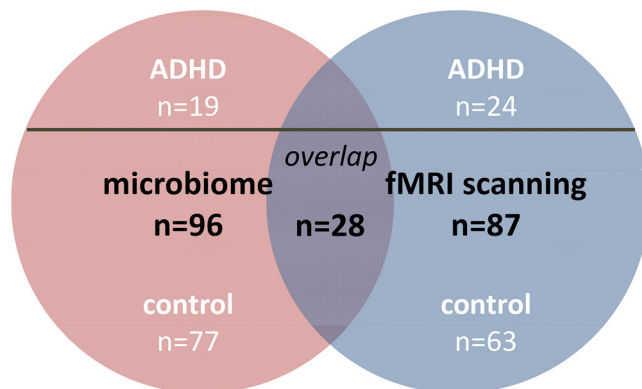 ADHD
n=19
microbiome
n=96
control
n=77
overlap
n=28
ADHD
n=24
fMRI scanning
n=87
control
n=63